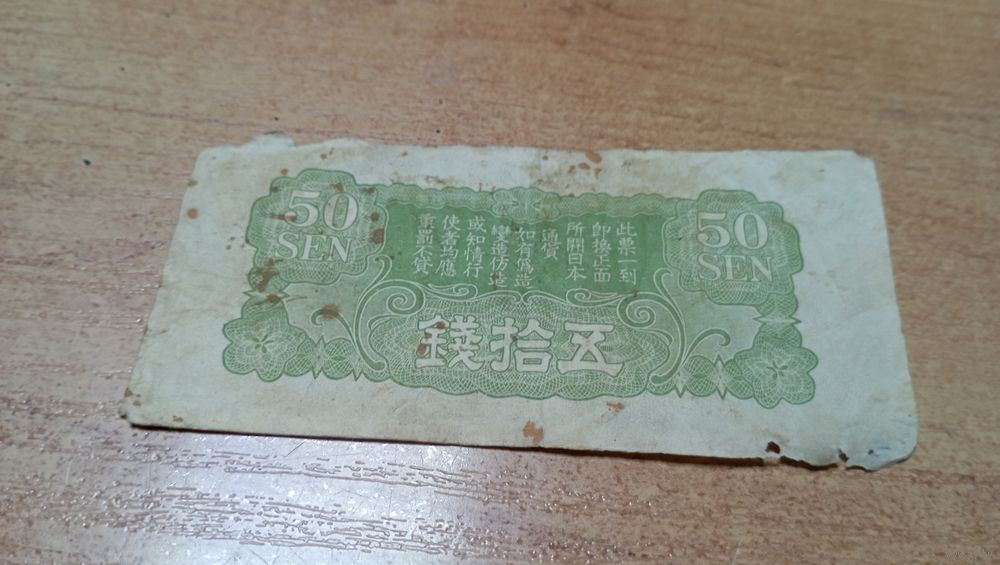 50
SEN
50
SEN
此票一到
卽換正面
所開日本
通貨
如有僞造
變造仿造
或知情行
使者均應
重罰不貸
錢拾五